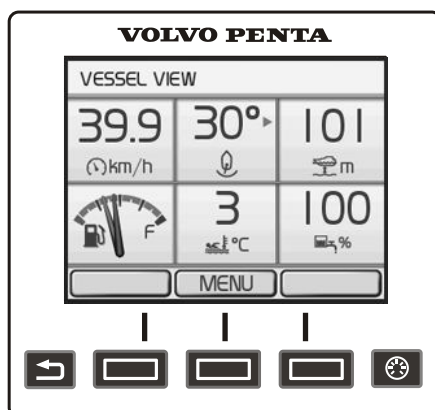 VOLVO PENTA
VESSEL VIEW
39.9 30° 101
km/h m
F 3 100
°C %
MENU